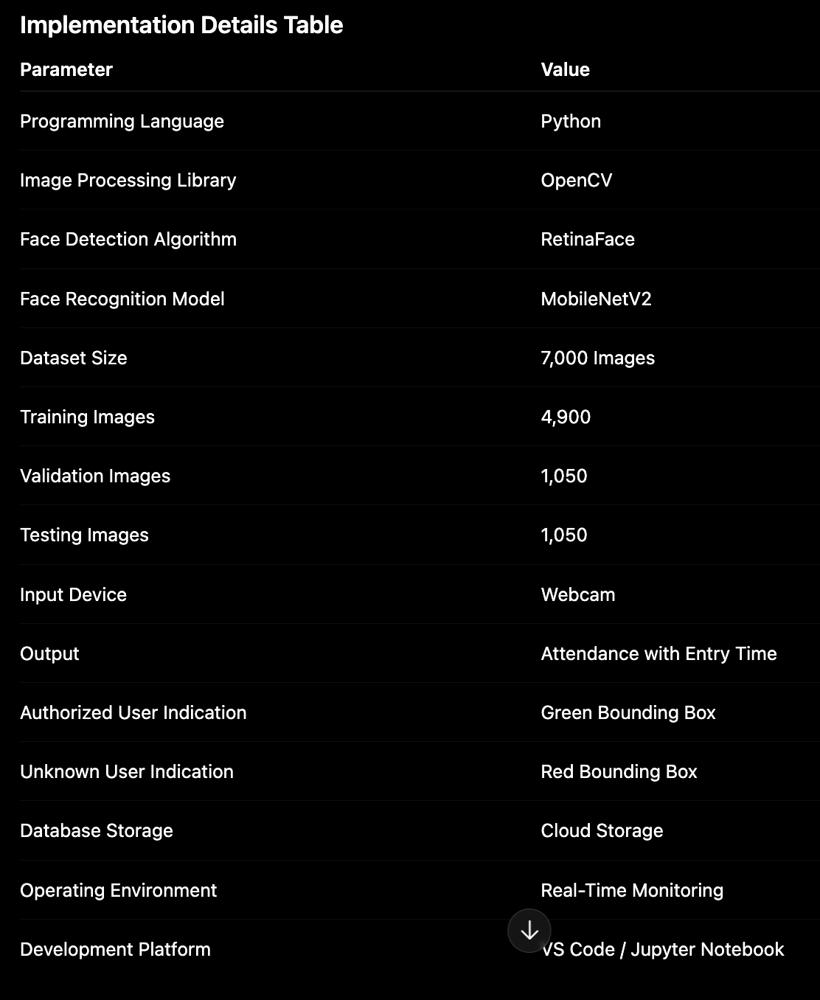 Implementation Details Table
Parameter Value
Programming Language Python
Image Processing Library OpenCV
Face Detection Algorithm RetinaFace
Face Recognition Model MobileNetV2
Dataset Size 7,000 Images
Training Images 4,900
Validation Images 1,050
Testing Images 1,050
Input Device Webcam
Output Attendance with Entry Time
Authorized User Indication Green Bounding Box
Unknown User Indication Red Bounding Box
Database Storage Cloud Storage
Operating Environment Real-Time Monitoring
Development Platform VS Code / Jupyter Notebook